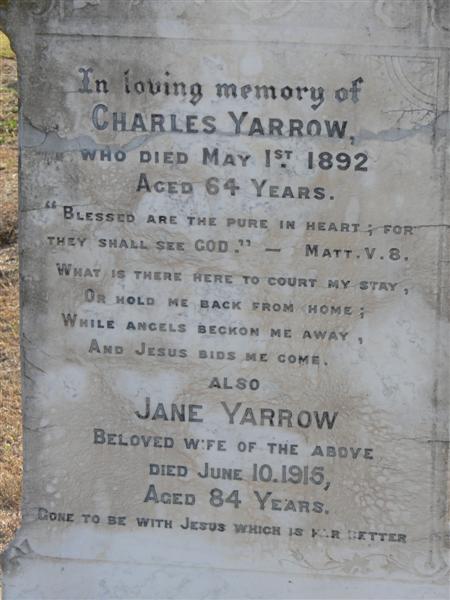 In loving memory of
CHARLES YARROW,
WHO DIED MAY 1ST. 1892
AGED 64 YEARS.
"BLESSED ARE THE PURE IN HEART; FOR
THEY SHALL SEE GOD." — MATT. V. 8.
WHAT IS THERE HERE TO COURT MY STAY,
OR HOLD ME BACK FROM HOME;
WHILE ANGELS BECKON ME AWAY,
AND JESUS BIDS ME COME.
ALSO
JANE YARROW
BELOVED WIFE OF THE ABOVE
DIED JUNE 10.1915,
AGED 84 YEARS.
GONE TO BE WITH JESUS WHICH IS FAR BETTER